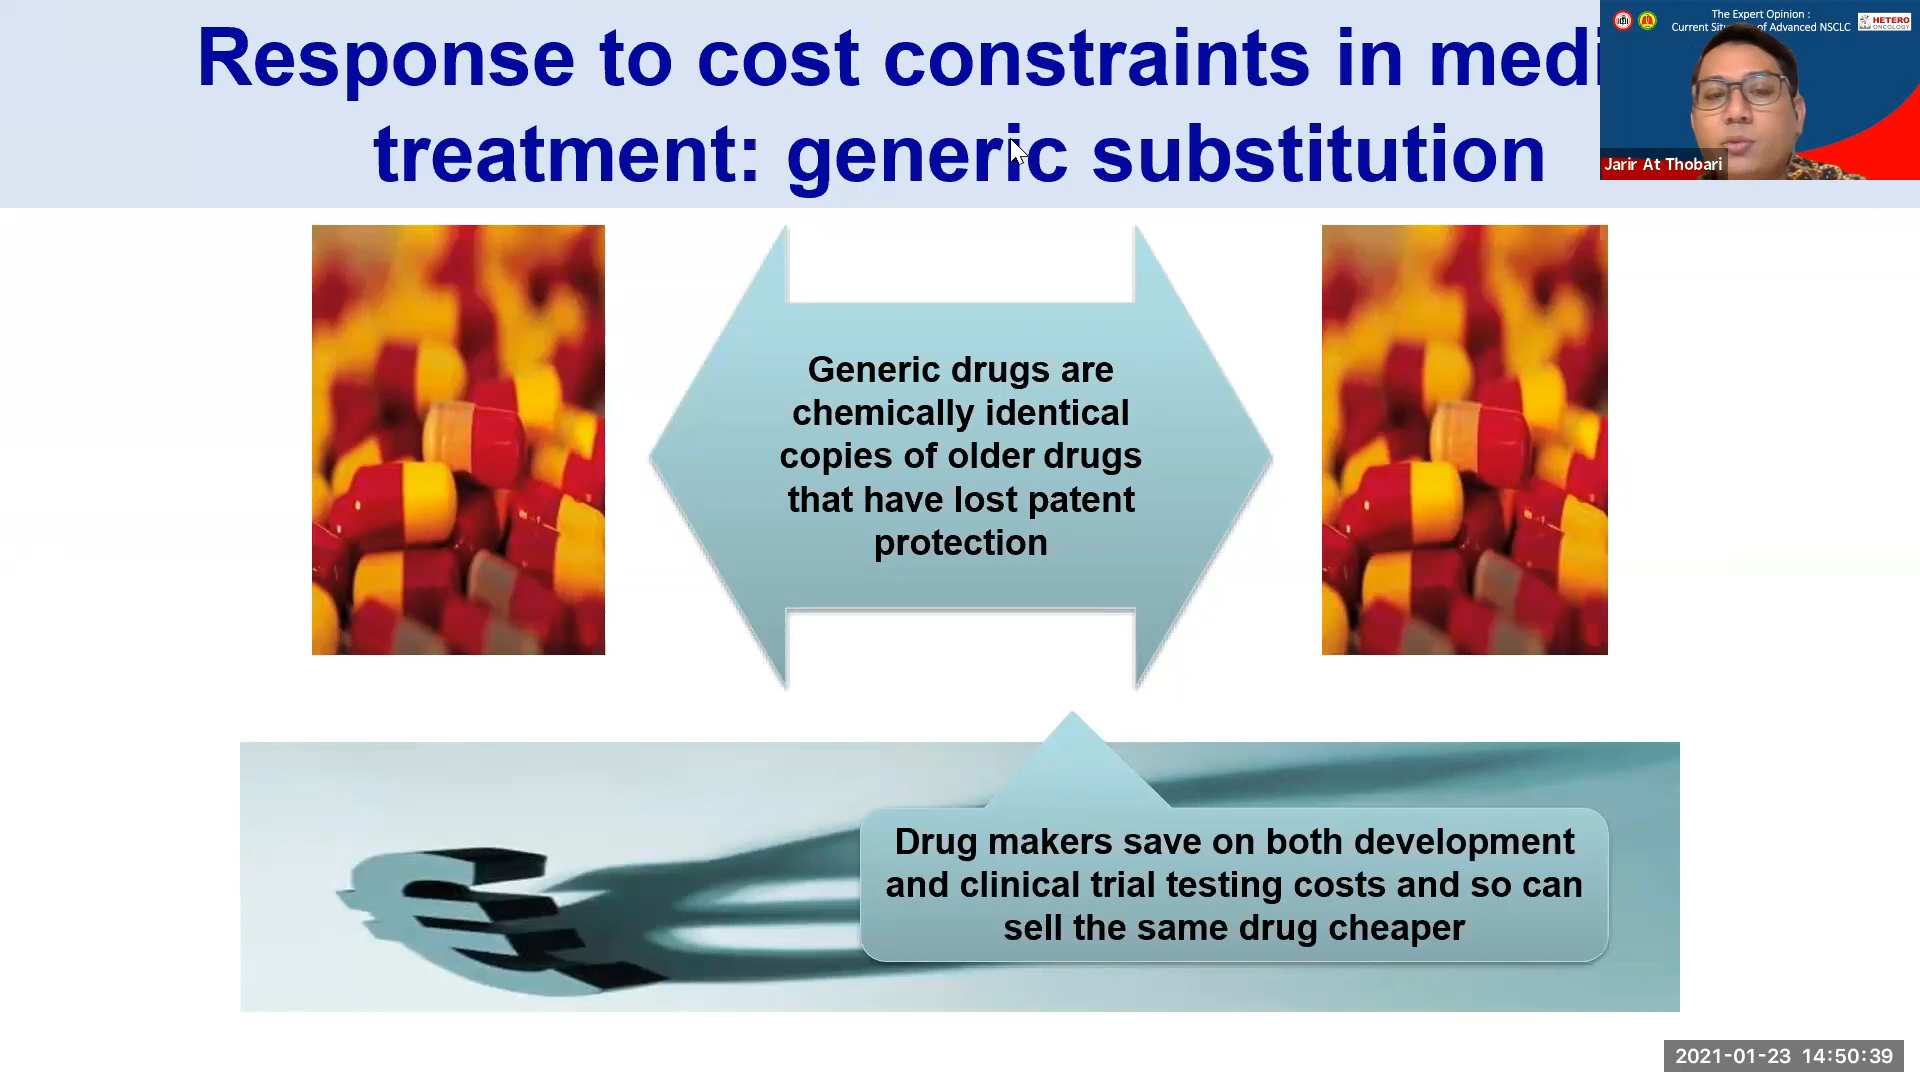 Response to cost constraints in medi
treatment: generic substitution
The Expert Opinion :
Current Sit of Advanced NSCLC
HETERO
ONCOLOGY
Jarir At Thobari
Generic drugs are
chemically identical
copies of older drugs
that have lost patent
protection
Drug makers save on both development
and clinical trial testing costs and so can
sell the same drug cheaper
2021-01-23 14:50:39